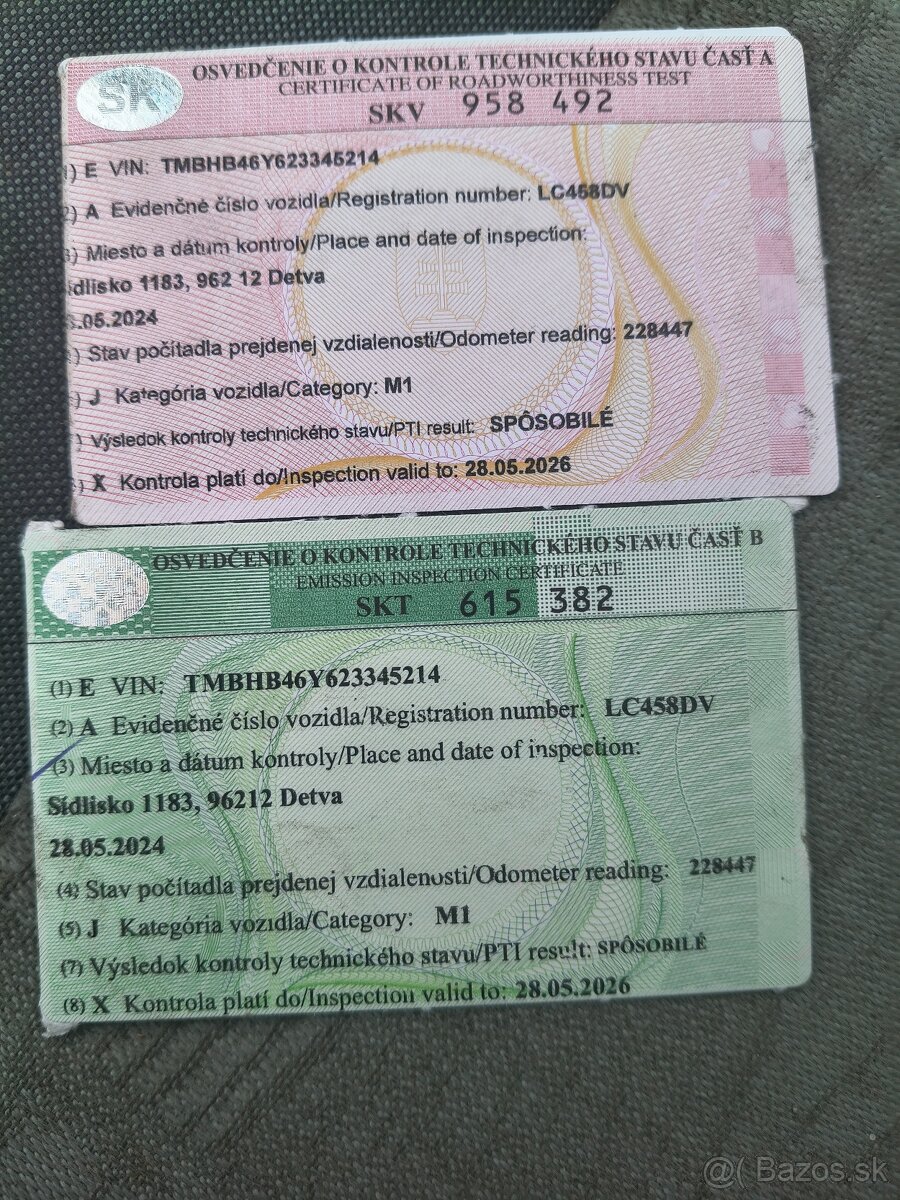 SK
OSVEDČENIE O KONTROLE TECHNICKÉHO STAVU ČASŤ A
CERTIFICATE OF ROADWORTHINESS TEST
SKV 958 492
) E VIN: TMBHB46Y623345214
2) A Evidenčné číslo vozidla/Registration number: LC458DV
3) Miesto a dátum kontroly/Place and date of inspection:
ídlisko 1183, 962 12 Detva
8.05.2024
) Stav počítadla prejdenej vzdialenosti/Odometer reading: 228447
) J Kategória vozidla/Category: M1
) Výsledok kontroly technického stavu/PTI result: SPÔSOBILÉ
) X Kontrola platí do/Inspection valid to: 28.05.2026
OSVEDČENIE O KONTROLE TECHNICKÉHO STAVU ČASŤ B
EMISSION INSPECTION CERTIFICATE
SKT 615 382
(1) E VIN: TMBHB46Y623345214
(2) A Evidenčné číslo vozidla/Registration number: LC458DV
(3) Miesto a dátum kontroly/Place and date of inspection:
Sídlisko 1183, 96212 Detva
28.05.2024
(4) Stav počítadla prejdenej vzdialenosti/Odometer reading: 228447
(5) J Kategória vozidla/Category: M1
(7) Výsledok kontroly technického stavu/PTI result: SPÔSOBILÉ
(8) X Kontrola platí do/Inspection valid to: 28.05.2026
@( Bazos.sk